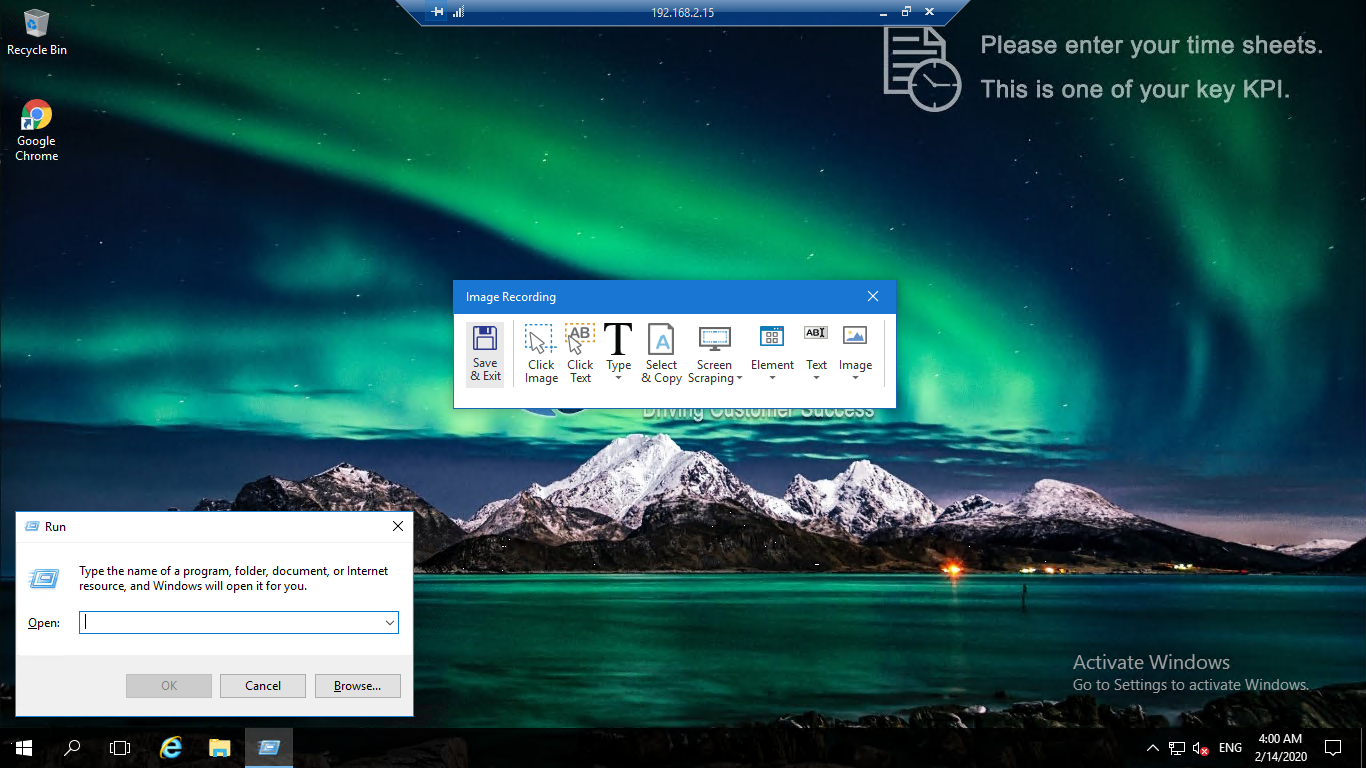 192.168.2.15
Recycle Bin
Google
Chrome
Please enter your time sheets.
This is one of your key KPI.
Image Recording
Save
& Exit
Click
Image
Click
Text
Type
Select
& Copy
Screen
Scraping
Element
Text
Image
Driving Customer Success
Run
Type the name of a program, folder, document, or Internet
resource, and Windows will open it for you.
Open:
OK
Cancel
Browse...
Activate Windows
Go to Settings to activate Windows.
ENG
4:00 AM
2/14/2020